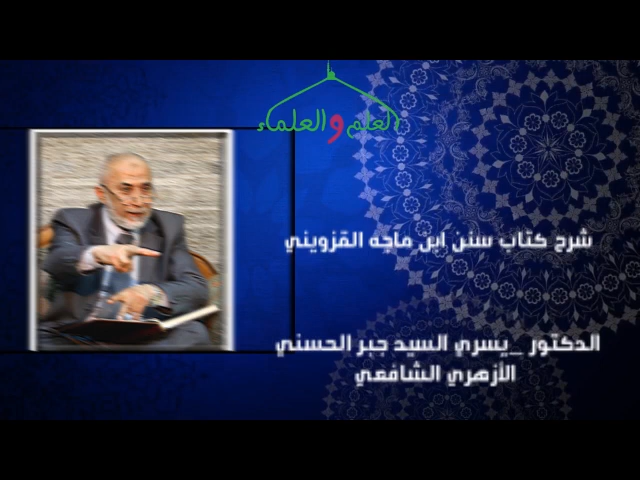 العلم والعلماء
شرح كتاب سنن ابن ماجه القزويني
الدكتور _يسري السيد جبر الحسني
الأزهري الشافعي